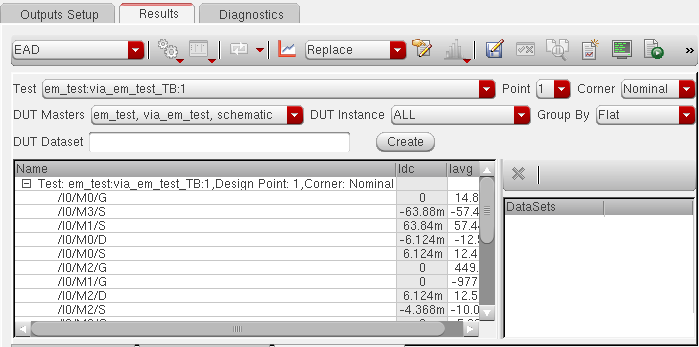 Outputs Setup Results Diagnostics
EAD Replace »
Test em_test:via_em_test_TB:1 Point 1 Corner Nominal
DUT Masters em_test, via_em_test, schematic DUT Instance ALL Group By Flat
DUT Dataset Create
Name Idc Iavg
Test: em_test:via_em_test_TB:1,Design Point: 1,Corner: Nominal
/I0/M0/G 0 14.8
/I0/M3/S -63.88m -57.4
/I0/M1/S 63.84m 57.44
/I0/M0/D -6.124m -12.5
/I0/M0/S 6.124m 12.4
/I0/M2/G 0 449.
/I0/M1/G 0 -977
/I0/M2/D 6.124m 12.5
/I0/M2/S -4.368m -10.0
DataSets